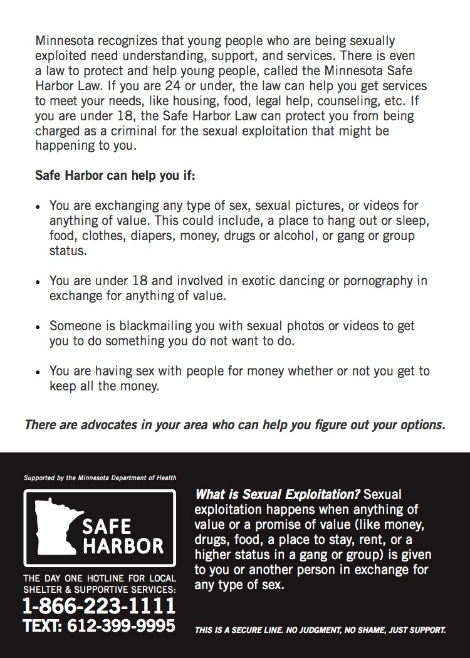 Minnesota recognizes that young people who are being sexually
exploited need understanding, support, and services. There is even
a law to protect and help young people, called the Minnesota Safe
Harbor Law. If you are 24 or under, the law can help you get services
to meet your needs, like housing, food, legal help, counseling, etc. If
you are under 18, the Safe Harbor Law can protect you from being
charged as a criminal for the sexual exploitation that might be
happening to you.
Safe Harbor can help you if:
• You are exchanging any type of sex, sexual pictures, or videos for
anything of value. This could include, a place to hang out or sleep,
food, clothes, diapers, money, drugs or alcohol, or gang or group
status.
• You are under 18 and involved in exotic dancing or pornography in
exchange for anything of value.
• Someone is blackmailing you with sexual photos or videos to get
you to do something you do not want to do.
• You are having sex with people for money whether or not you get to
keep all the money.
There are advocates in your area who can help you figure out your options.
Supported by the Minnesota Department of Health
SAFE
HARBOR
THE DAY ONE HOTLINE FOR LOCAL
SHELTER & SUPPORTIVE SERVICES:
1-866-223-1111
TEXT: 612-399-9995
What is Sexual Exploitation? Sexual
exploitation happens when anything of
value or a promise of value (like money,
drugs, food, a place to stay, rent, or a
higher status in a gang or group) is given
to you or another person in exchange for
any type of sex.
THIS IS A SECURE LINE. NO JUDGMENT, NO SHAME, JUST SUPPORT.